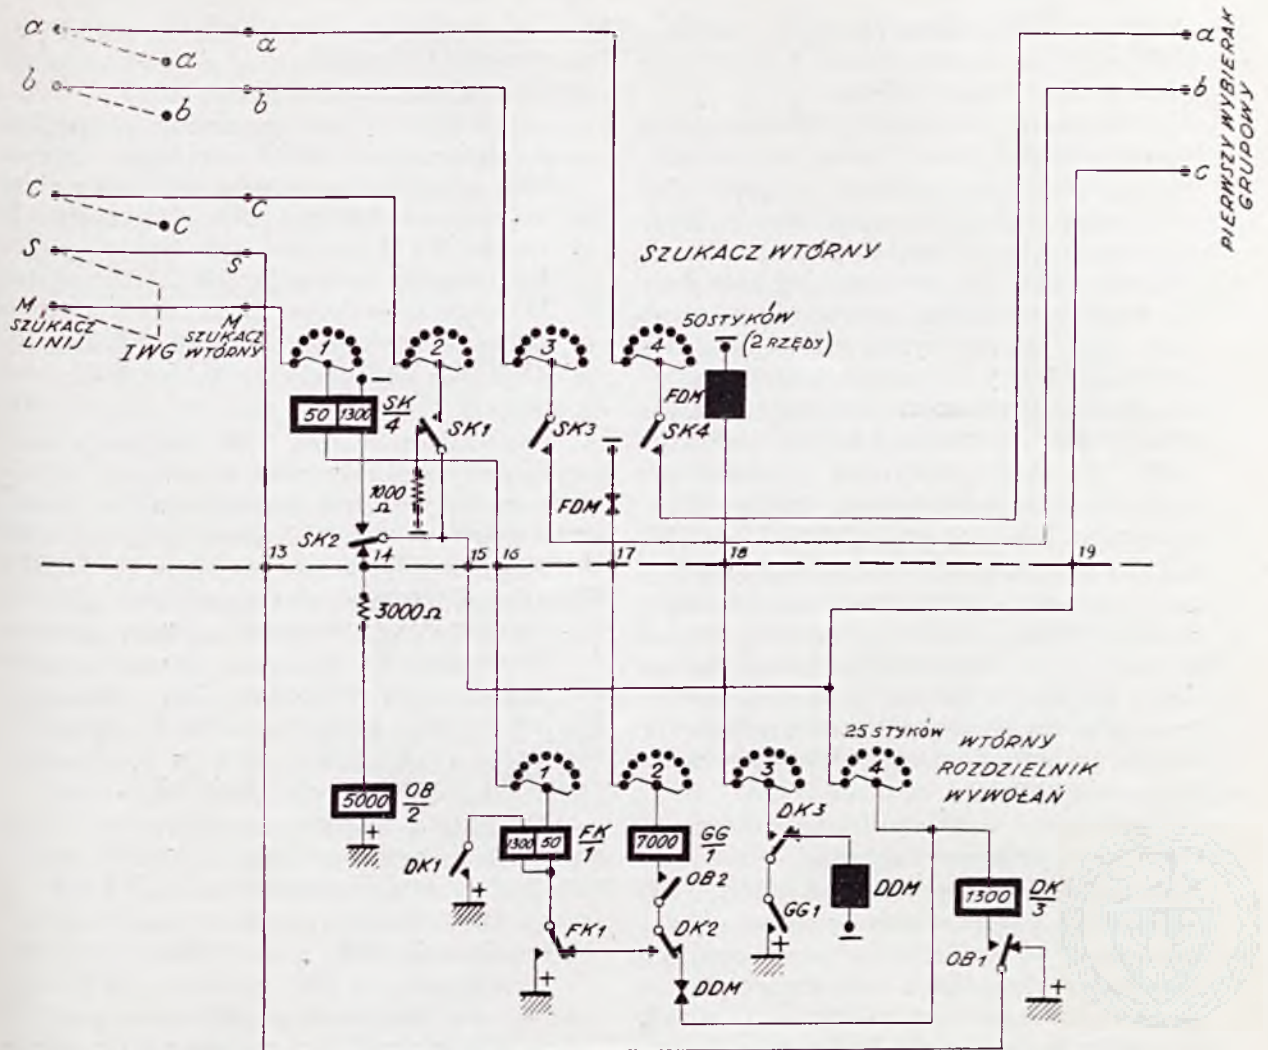 a
a
a
b
b
b
C
C
C
S
S
M
M
SZUKACZ LINIJ
IWG
SZUKACZ WTÓRNY
a
b
c
PIERWSZY WYBIERAK
GRUPOWY
SZUKACZ WTÓRNY
50 STYKÓW
(2 RZĘDY)
1
2
3
4
FDM
50
1300
SK
4
SK1
SK3
SK4
1000
Ω
FDM
SK2
13
14
15
16
17
18
19
3000 Ω
25 STYKÓW
WTÓRNY
ROZDZIELNIK
WYWOŁAŃ
1
2
3
4
5000
OB
2
+
DK1
+
1300
50
FK
1
7000
GG
1
DK3
OB2
GG1
+
DDM
1300
DK
3
FK1
+
DK2
DDM
OB1
+